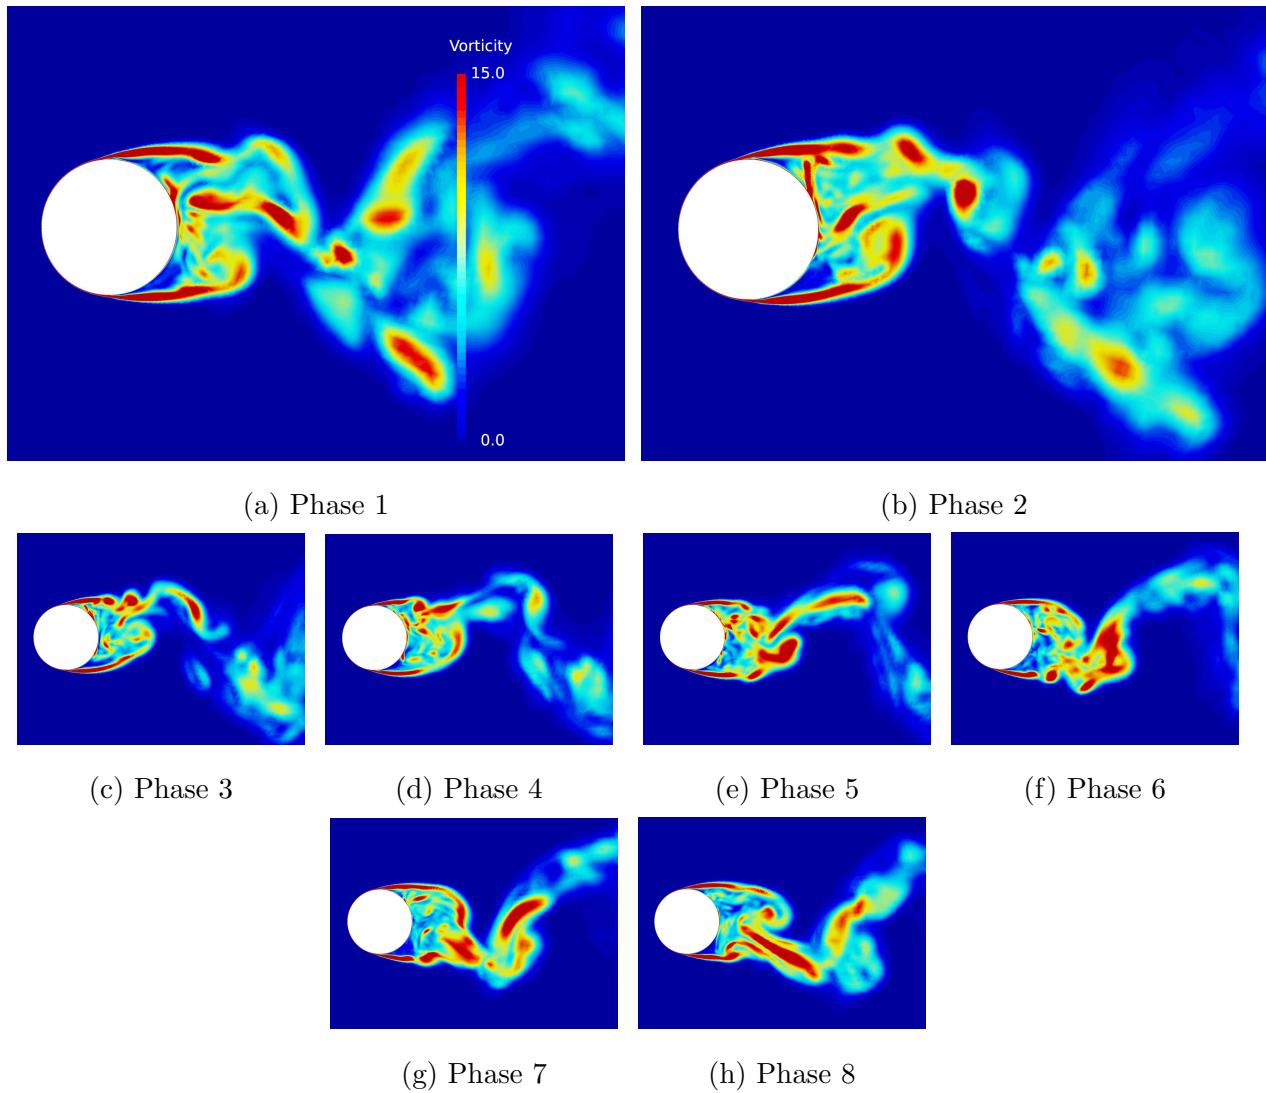 Vorticity
15.0
0.0
(a) Phase 1
(b) Phase 2
(c) Phase 3
(d) Phase 4
(e) Phase 5
(f) Phase 6
(g) Phase 7
(h) Phase 8